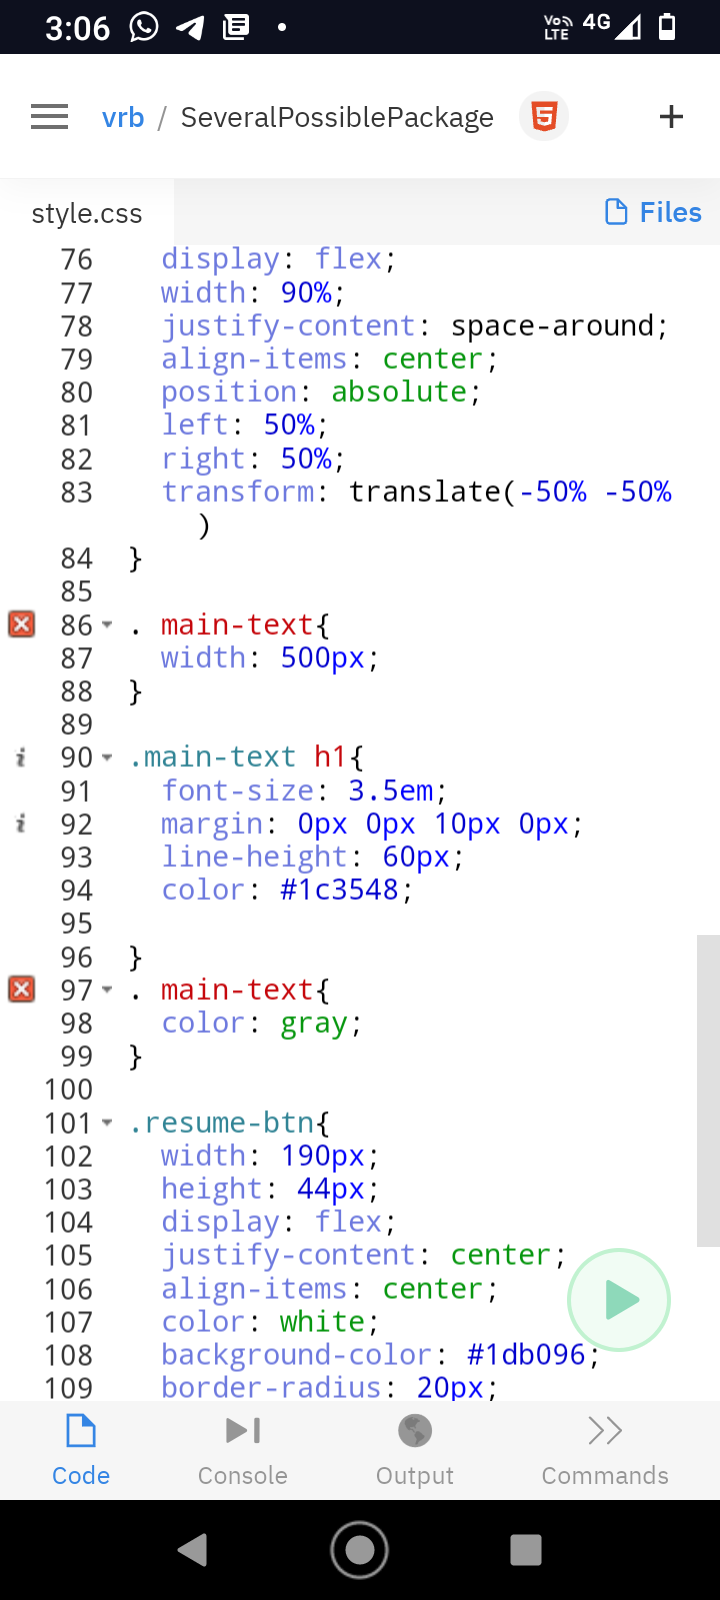 3:06
Vo
LTE
4G
vrb / SeveralPossiblePackage
5
+
style.css
Files
76 display: flex;
77 width: 90%;
78 justify-content: space-around;
79 align-items: center;
80 position: absolute;
81 left: 50%;
82 right: 50%;
83 transform: translate(-50% -50%
)
84 }
85
86 . main-text{
87 width: 500px;
88 }
89
i 90 .main-text h1{
91 font-size: 3.5em;
i 92 margin: 0px 0px 10px 0px;
93 line-height: 60px;
94 color: #1c3548;
95
96 }
97 . main-text{
98 color: gray;
99 }
100
101 .resume-btn{
102 width: 190px;
103 height: 44px;
104 display: flex;
105 justify-content: center;
106 align-items: center;
107 color: white;
108 background-color: #1db096;
109 border-radius: 20px;
Code
Console
Output
Commands